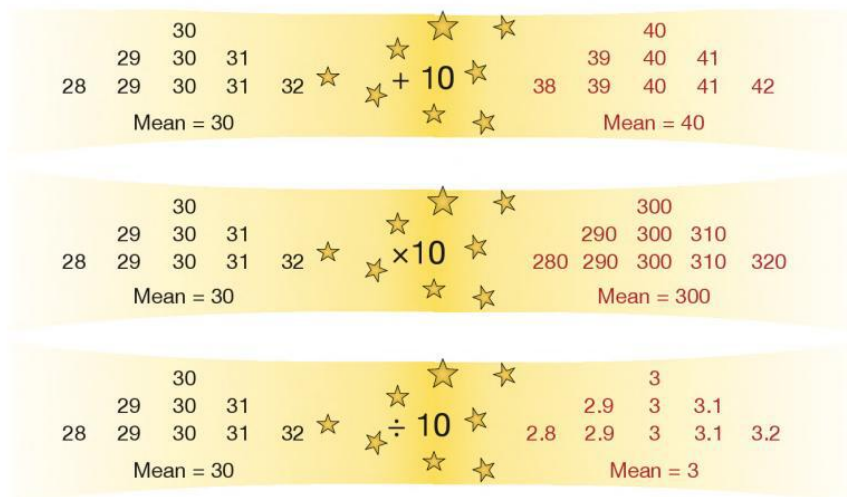 30 40
29 30 31 39 40 41
28 29 30 31 32 + 10 38 39 40 41 42
Mean = 30 Mean = 40
30 300
29 30 31 290 300 310
28 29 30 31 32 ×10 280 290 300 310 320
Mean = 30 Mean = 300
30 3
29 30 31 2.9 3 3.1
28 29 30 31 32 ÷ 10 2.8 2.9 3 3.1 3.2
Mean = 30 Mean = 3